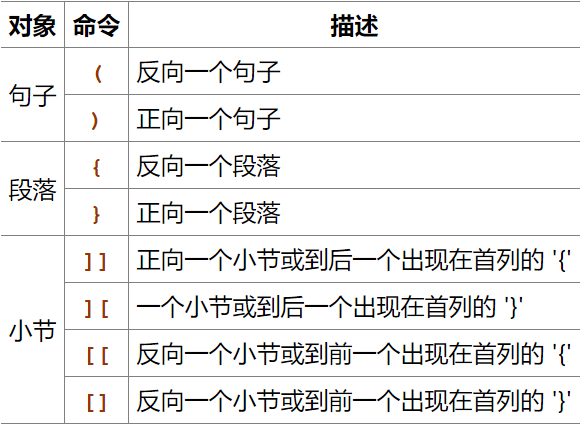 对象 命令 描述
句子 ( 反向一个句子
) 正向一个句子
段落 { 反向一个段落
} 正向一个段落
小节 ]] 正向一个小节或到后一个出现在首列的 '{'
][ 一个小节或到后一个出现在首列的 '}'
[[ 反向一个小节或到前一个出现在首列的 '{'
[] 反向一个小节或到前一个出现在首列的 '}'